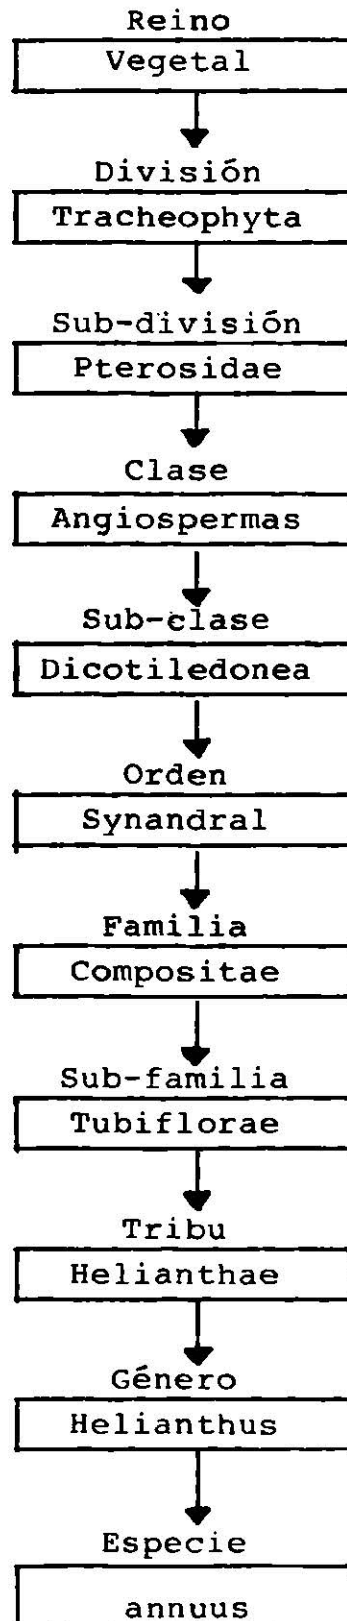 Reino
Vegetal
División
Tracheophyta
Sub-división
Pterosidae
Clase
Angiospermas
Sub-clase
Dicotiledonea
Orden
Synandral
Familia
Compositae
Sub-familia
Tubiflorae
Tribu
Helianthae
Género
Helianthus
Especie
annuus